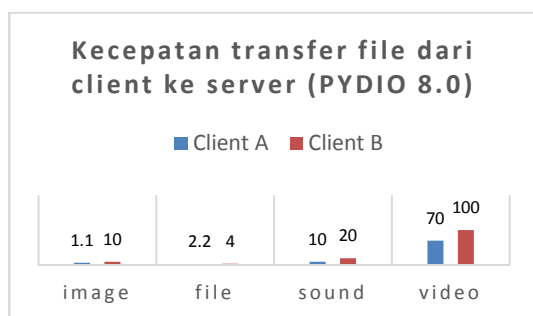 Kecepatan transfer file dari
client ke server (PYDIO 8.0)
Client A Client B
1.1 10 2.2 4 10 20 70 100
image file sound video